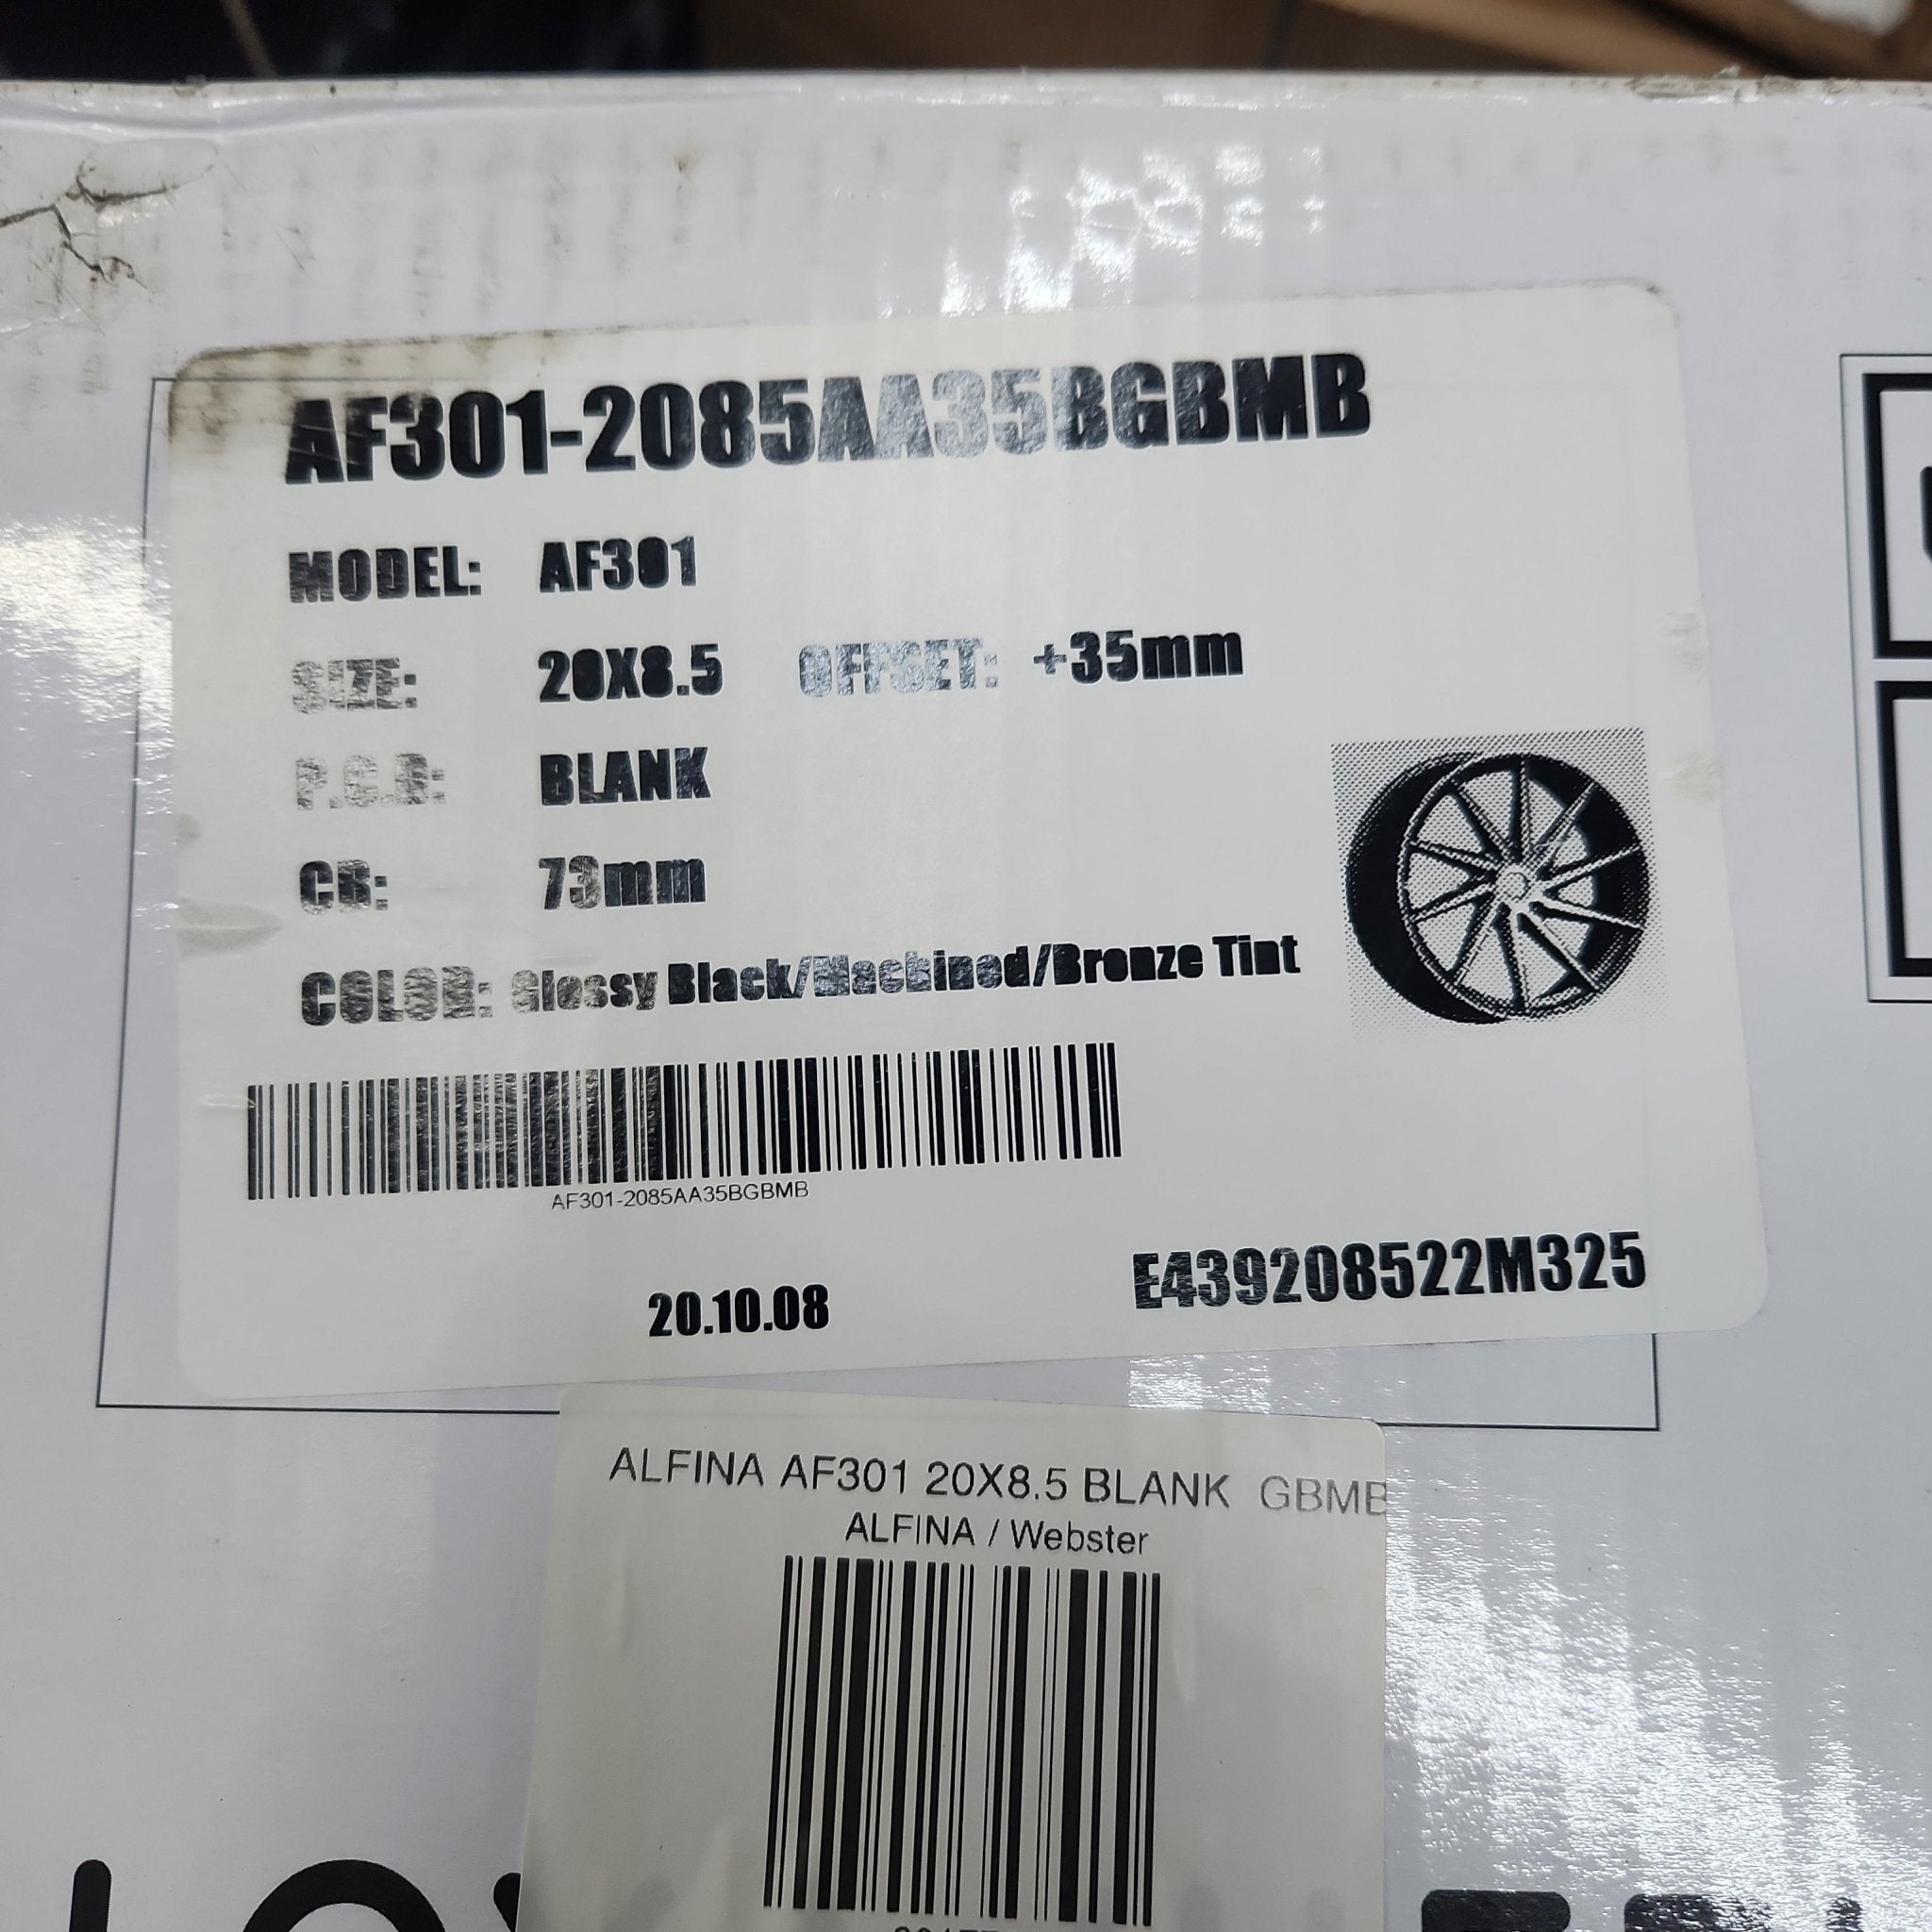 AF301-2085AA35BGBMB
MODEL: AF301
SIZE: 20X8.5 OFFSET: +35mm
P.C.B: BLANK
CB: 73mm
COLOR: Glossy Black/Machined/Bronze Tint
AF301-2085AA35BGBMB
20.10.08 E439208522M325
ALFINA AF301 20X8.5 BLANK GBMB
ALFINA / Webster